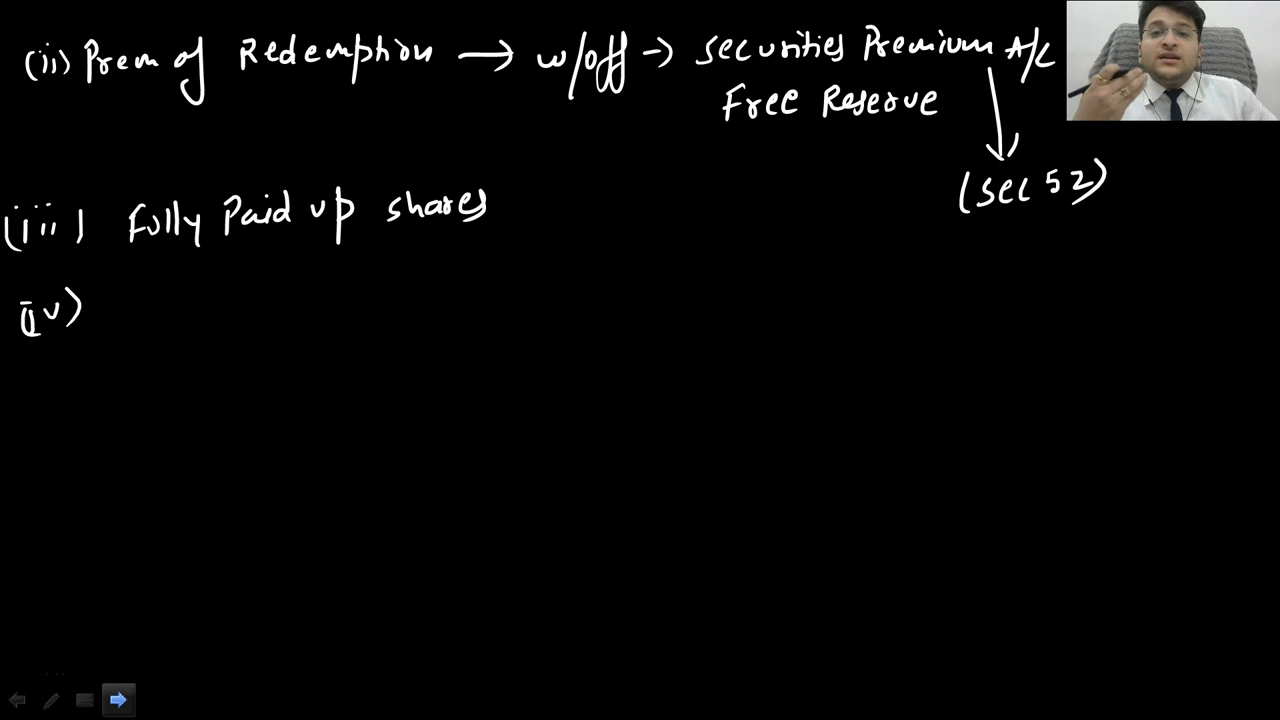 (ii) Prem of Redemption → w/off → Securities Premium A/C
Free Reserve
(Sec 52)
(iii) Fully Paid up shares
(iv)